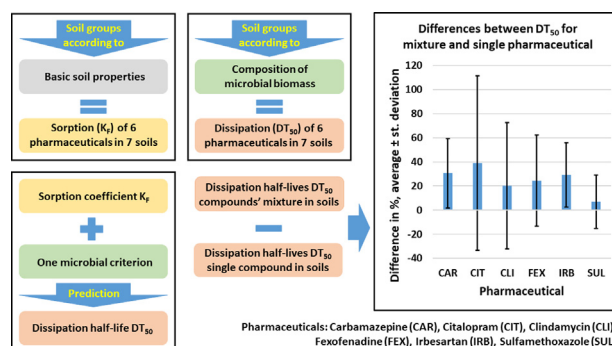 Soil groups
according to
Basic soil properties
Sorption (KF) of 6
pharmaceuticals in 7 soils
Soil groups
according to
Composition of
microbial biomass
Dissipation (DT50) of 6
pharmaceuticals in 7 soils
Sorption coefficient KF
One microbial criterion
Prediction
Dissipation half-life DT50
Dissipation half-lives DT50
compounds' mixture in soils
Dissipation half-lives DT50
single compound in soils
Differences between DT50 for
mixture and single pharmaceutical
Difference in %, average ± st. deviation
120
100
80
60
40
20
0
-20
-40
-60
CAR CIT CLI FEX IRB SUL
Pharmaceutical
Pharmaceuticals: Carbamazepine (CAR), Citalopram (CIT), Clindamycin (CLI)
Fexofenadine (FEX), Irbesartan (IRB), Sulfamethoxazole (SUL